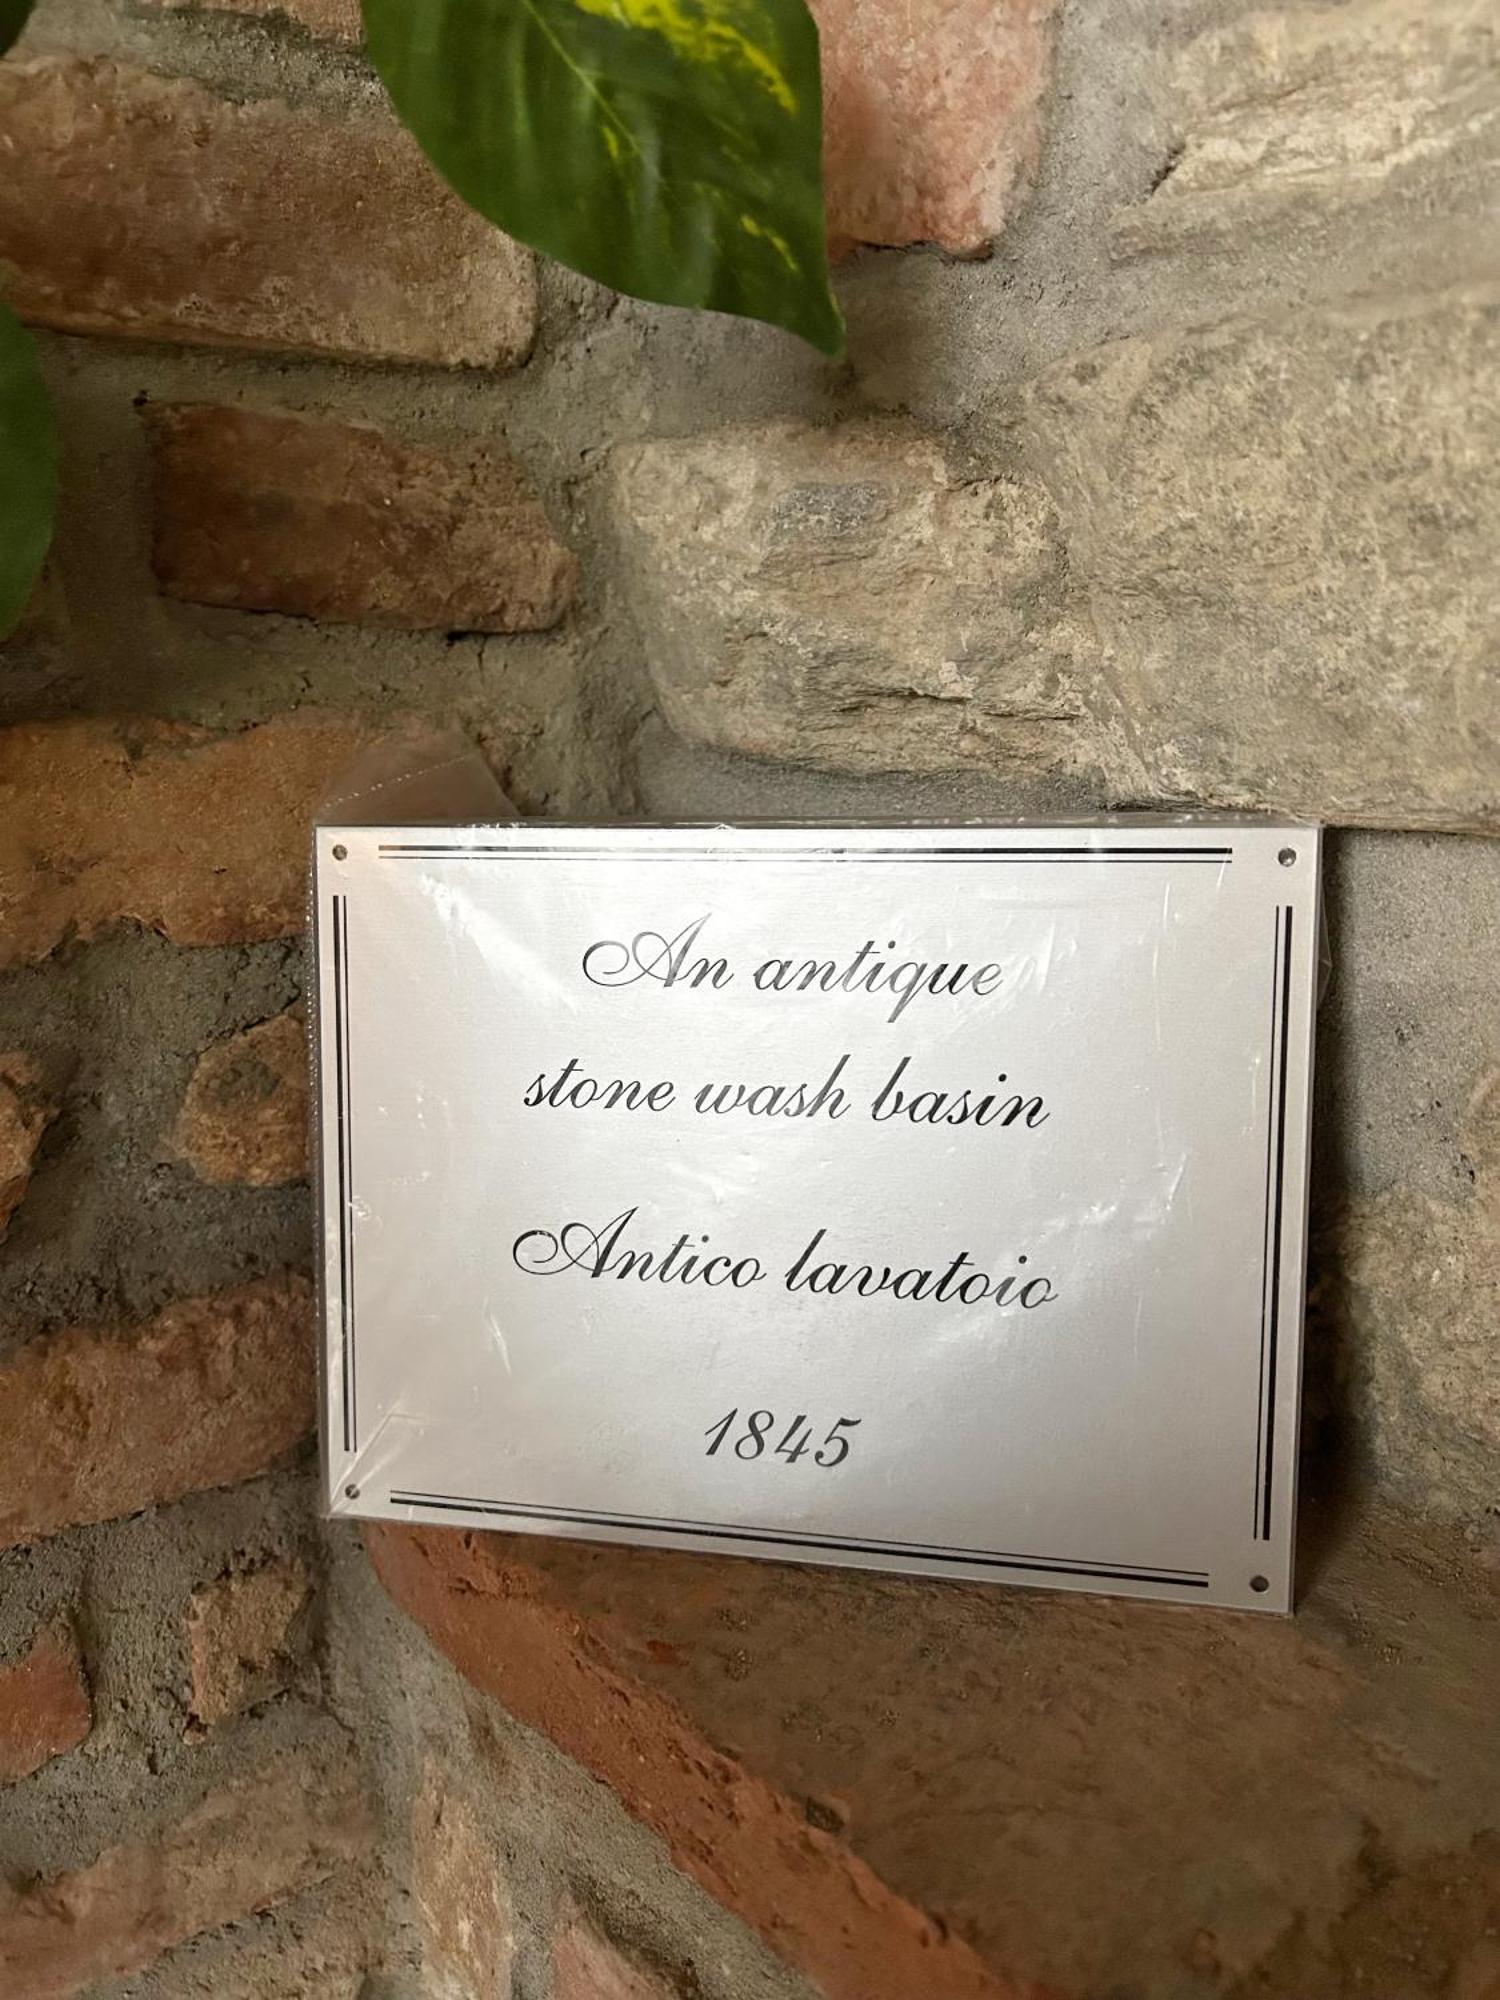 An antique
stone wash basin
Antico lavatoio
1845